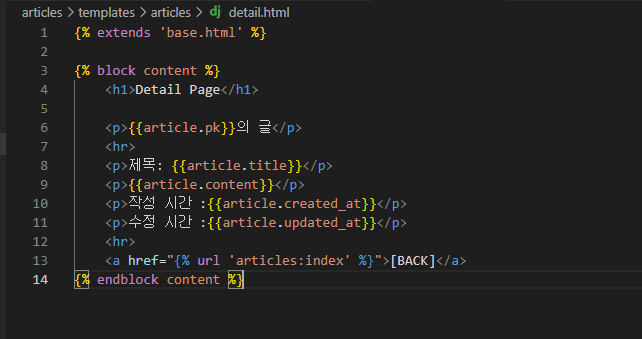 articles > templates > articles > dj detail.html
1 {% extends 'base.html' %}
2
3 {% block content %}
4 <h1>Detail Page</h1>
5
6 <p>{{article.pk}}의 글</p>
7 <hr>
8 <p>제목: {{article.title}}</p>
9 <p>{{article.content}}</p>
10 <p>작성 시간 :{{article.created_at}}</p>
11 <p>수정 시간 :{{article.updated_at}}</p>
12 <hr>
13 <a href="{% url 'articles:index' %}">[BACK]</a>
14 {% endblock content %}